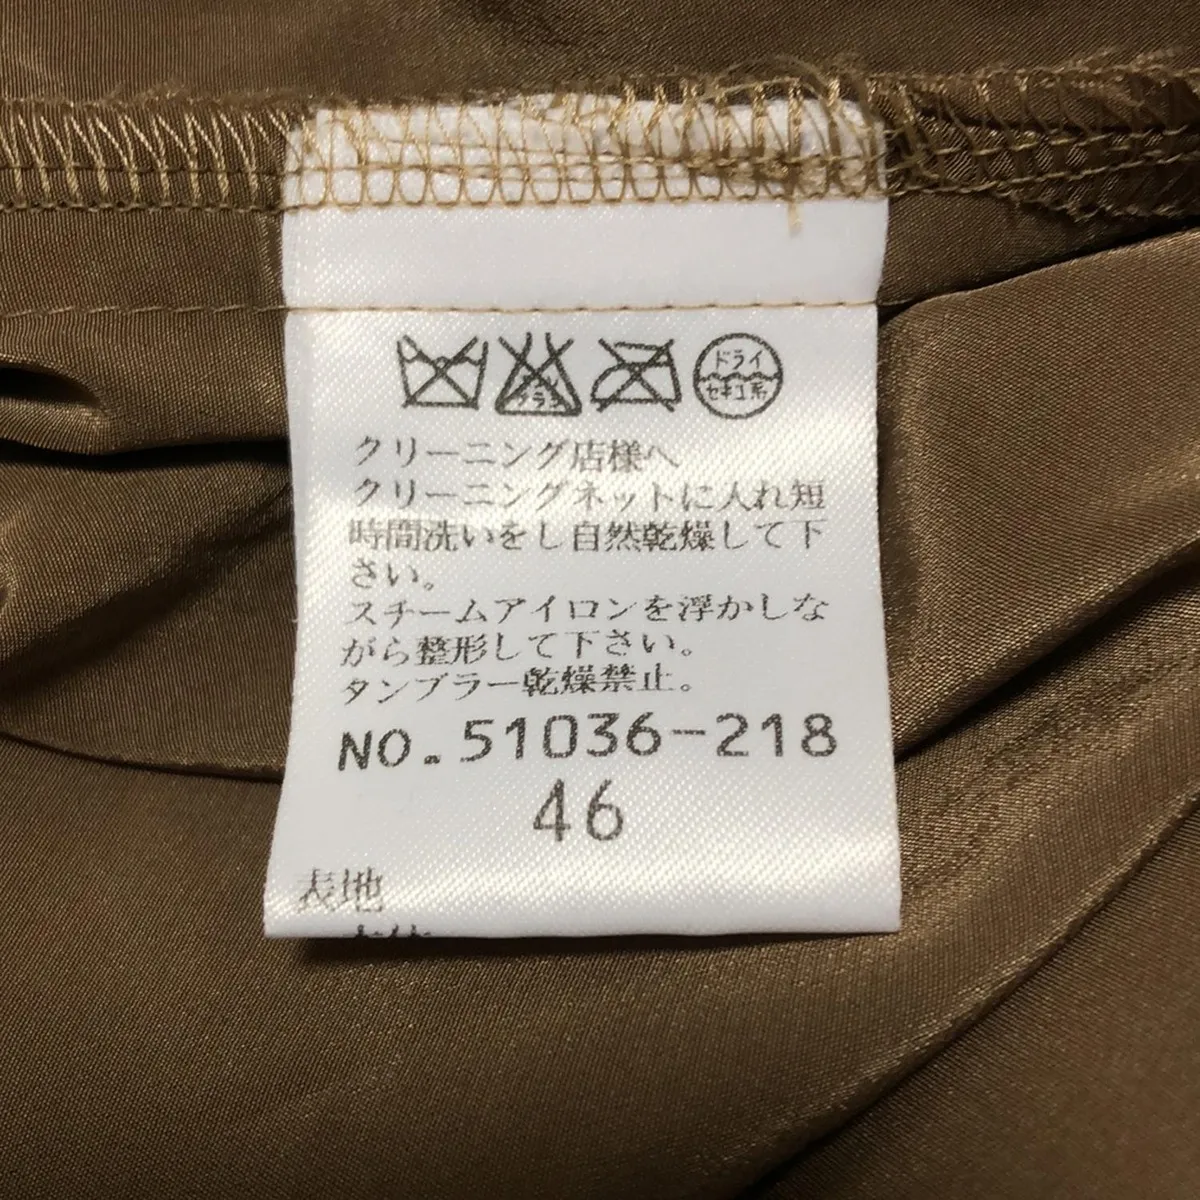 ドライ
セキユ系
クリーニング店様へ
クリーニングネットに入れ短
時間洗いをし自然乾燥して下
さい。
スチームアイロンを浮かしな
がら整形して下さい。
タンブラー乾燥禁止。
NO.51036-218
46
表地